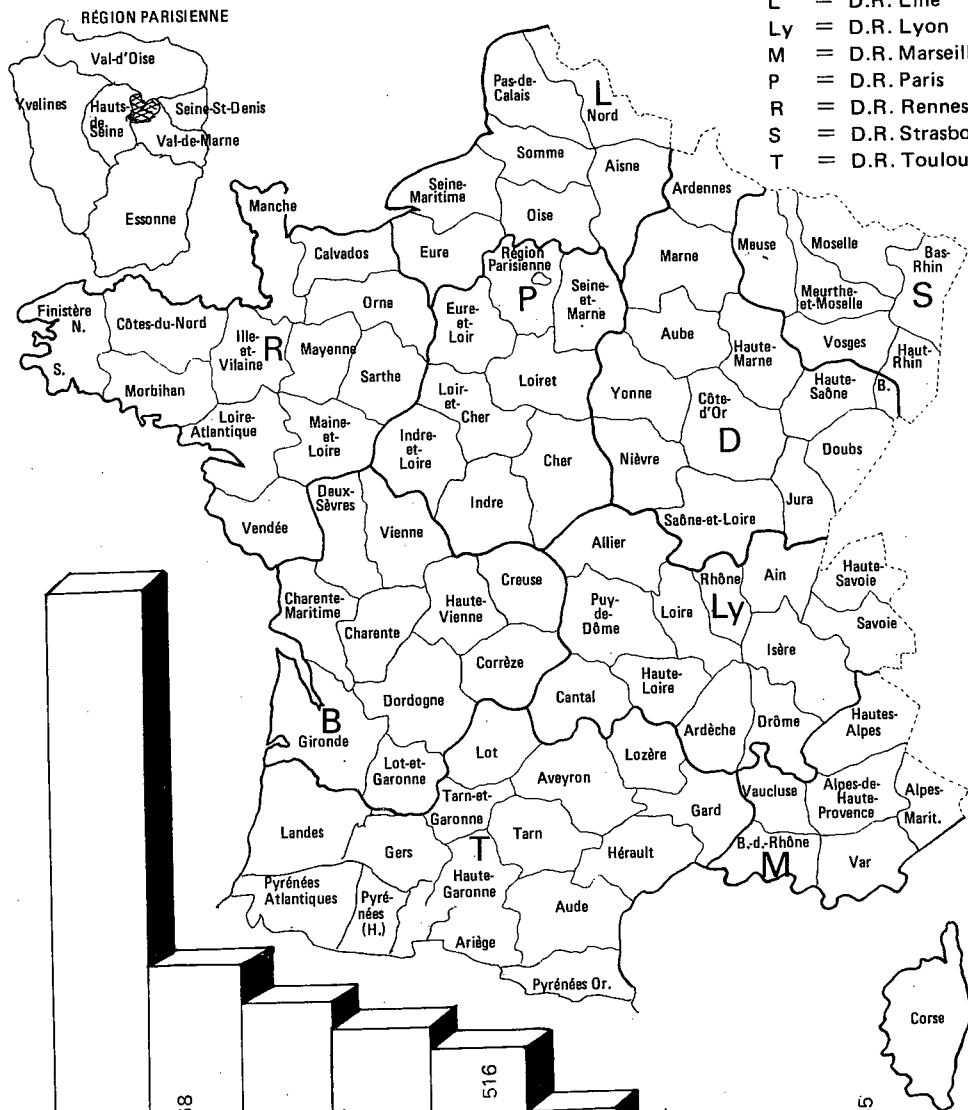 RÉGION PARISIENNE
Val-d'Oise
Yvelines
Hauts-
de-
Seine
Seine-St-Denis
Val-de-Marne
Essonne
Ly = D.R. Lyon
M = D.R. Marseill
P = D.R. Paris
R = D.R. Rennes
S = D.R. Strasbo
T = D.R. Toulou
Pas-de-
Calais
L
Nord
Somme
Aisne
Seine-
Maritime
Oise
Ardennes
Manche
Calvados
Eure
Région
Parisienne
P
Seine-
et-
Marne
Marne
Meuse
Moselle
Meurthe-
et-Moselle
Bas-
Rhin
S
Finistère
N.
S.
Côtes-du-Nord
Ille-
et-
Vilaine
R
Mayenne
Orne
Sarthe
Eure-
et-
Loir
Aube
Haute-
Marne
Vosges
Haut-
Rhin
B.
Morbihan
Loire-
Atlantique
Maine-
et-
Loire
Loir-
et-
Cher
Loiret
Yonne
Côte-
d'Or
D
Haute-
Saône
Doubs
Indre-
et-
Loire
Cher
Nièvre
Jura
Vendée
Deux-
Sèvres
Vienne
Indre
Saône-et-Loire
Allier
Charente-
Maritime
Charente
Haute-
Vienne
Creuse
Puy-
de-
Dôme
Loire
Rhône
Ly
Ain
Haute-
Savoie
Savoie
Isère
Corrèze
Dordogne
Cantal
Haute-
Loire
Ardèche
Drôme
Hautes-
Alpes
B
Gironde
Lot-et-
Garonne
Lot
Aveyron
Lozère
Vaucluse
Alpes-de-
Haute-
Provence
Alpes-
Marit.
Landes
Tarn-et-
Garonne
Gers
T
Haute-
Garonne
Tarn
Gard
Hérault
B.-d.-Rhône
M
Var
Pyrénées
Atlantiques
Pyré-
nées
(H.)
Ariège
Aude
Pyrénées Or.
Corse
516